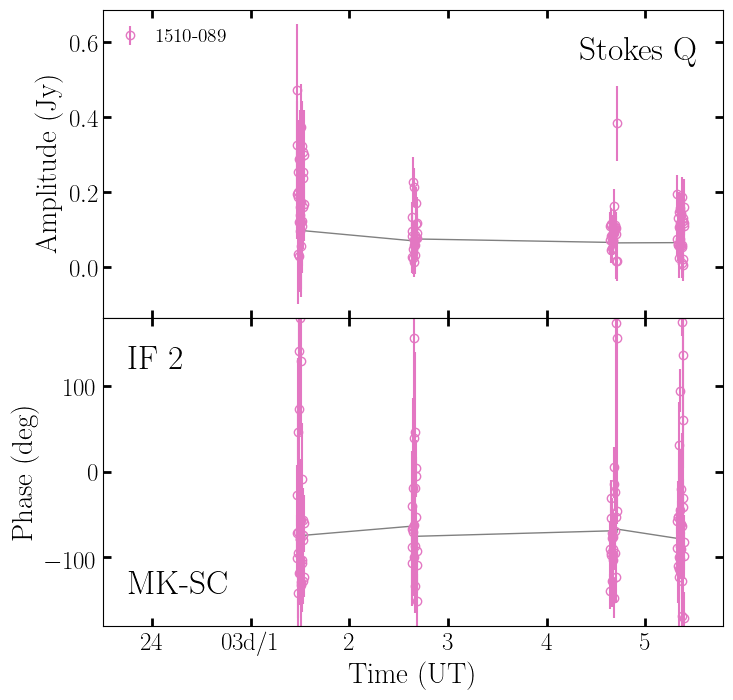 1510-089
Stokes Q
0.6
0.4
0.2
0.0
Amplitude (Jy)
IF 2
100
0
−100
Phase (deg)
MK-SC
24 03d/1 2 3 4 5
Time (UT)